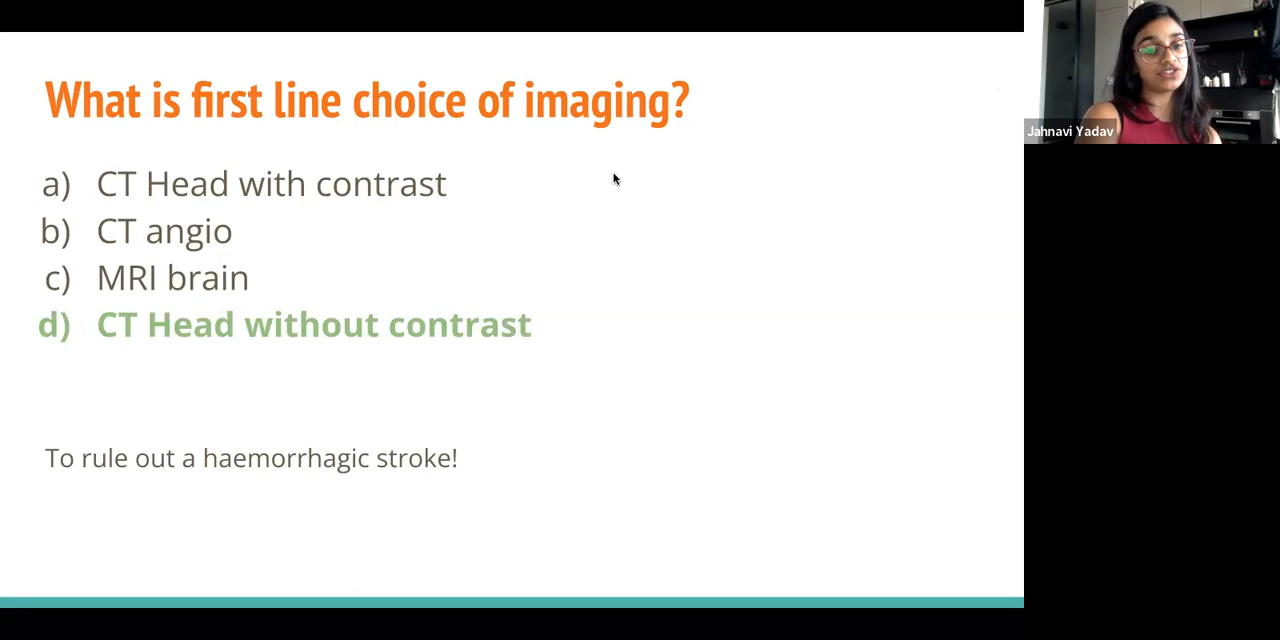 What is first line choice of imaging?
a) CT Head with contrast
b) CT angio
c) MRI brain
d) CT Head without contrast
To rule out a haemorrhagic stroke!
Jahnavi Yadav